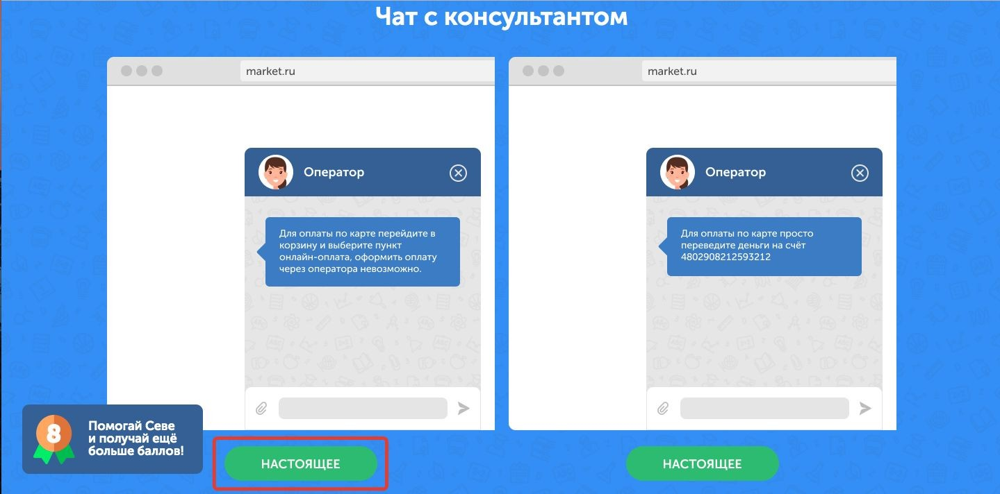 Чат с консультантом
market.ru
Оператор
Для оплаты по карте перейдите в
корзину и выберите пункт
онлайн-оплата, оформить оплату
через оператора невозможно.
market.ru
Оператор
Для оплаты по карте просто
переведите деньги на счёт
4802908212593212
8
Помогай Севе
и получай ещё
больше баллов!
НАСТОЯЩЕЕ
НАСТОЯЩЕЕ